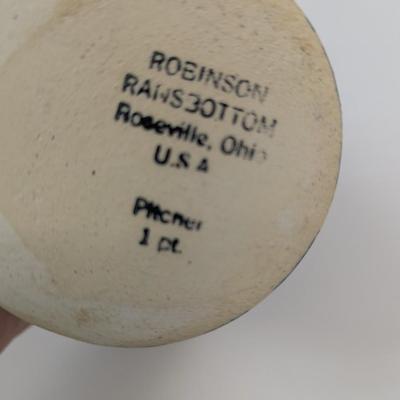 ROBINSON
RANSBOTTOM
Roseville, Ohio
U.S.A
Pitcher
1 pt.